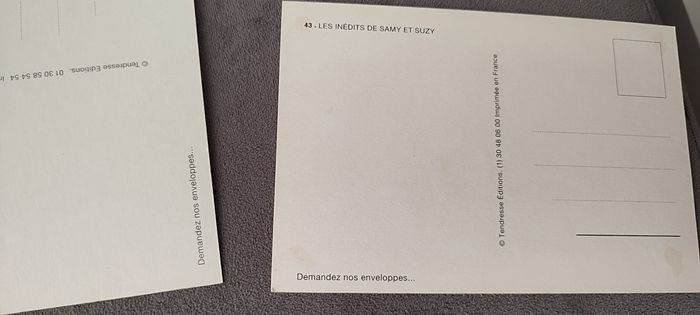 43 - LES INÉDITS DE SAMY ET SUZY
© Tendresse Éditions. (1) 30 48 06 00 Imprimée en France
Demandez nos enveloppes...
© Tendresse Editions. 01 30 58 54 54
Demandez nos enveloppes...